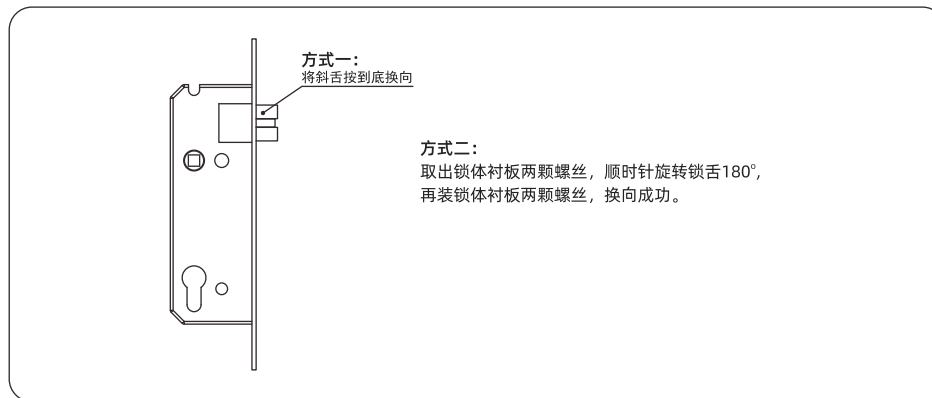 方式一：
将斜舌按到底换向
方式二：
取出锁体衬板两颗螺丝，顺时针旋转锁舌180°，
再装锁体衬板两颗螺丝，换向成功。